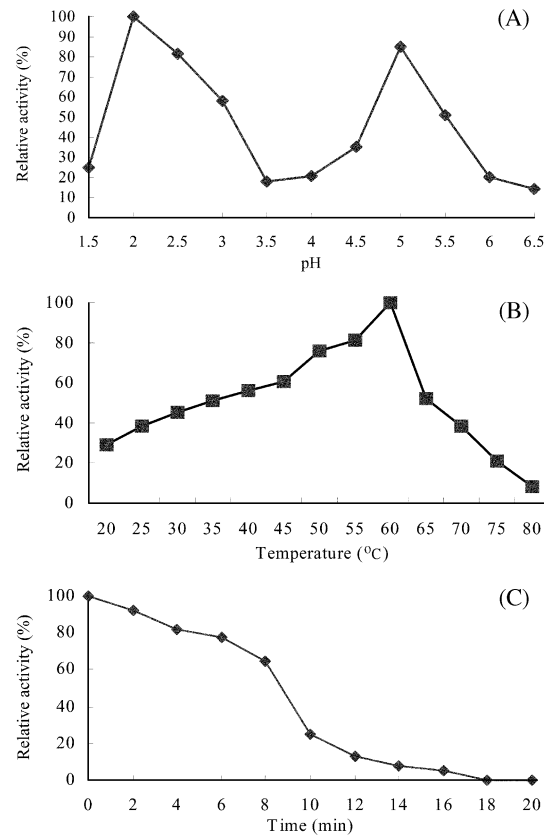 (A)
Relative activity (%)
100
90
80
70
60
50
40
30
20
10
0
1.5 2 2.5 3 3.5 4 4.5 5 5.5 6 6.5
pH
(B)
Relative activity (%)
100
80
60
40
20
0
20 25 30 35 40 45 50 55 60 65 70 75 80
Temperature (ºC)
(C)
Relative activity (%)
100
80
60
40
20
0
0 2 4 6 8 10 12 14 16 18 20
Time (min)